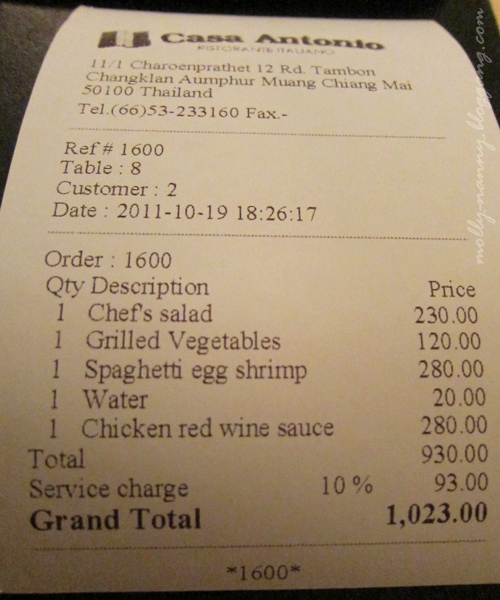 Casa Antonio
RISTORANTE ITALIANO
11/1 Charoenprathet 12 Rd. Tambon
Changklan Aumphur Muang Chiang Mai
50100 Thailand
Tel.(66)53-233160 Fax.-
Ref # 1600
Table : 8
Customer : 2
Date : 2011-10-19 18:26:17
Order : 1600
Qty Description Price
1 Chef's salad 230.00
1 Grilled Vegetables 120.00
1 Spaghetti egg shrimp 280.00
1 Water 20.00
1 Chicken red wine sauce 280.00
Total 930.00
Service charge 10 % 93.00
Grand Total 1,023.00
*1600*
molly-nanny.bloggang.com